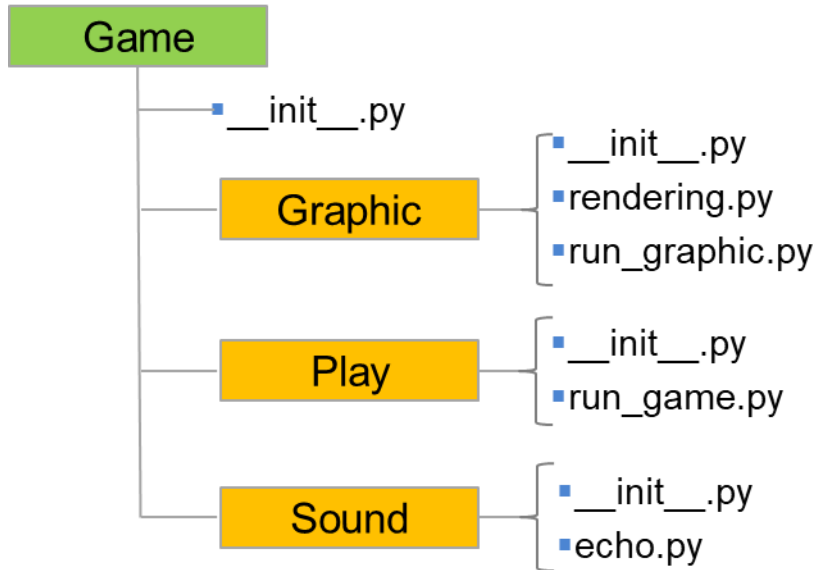 Game
__init__.py
Graphic
__init__.py
rendering.py
run_graphic.py
Play
__init__.py
run_game.py
Sound
__init__.py
echo.py